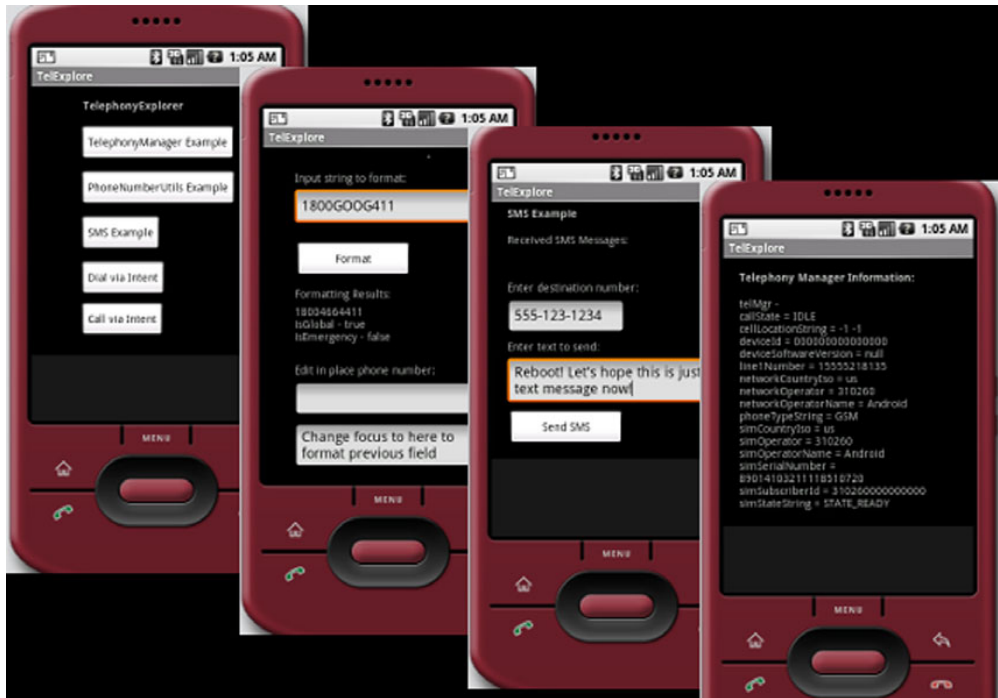 1:05 AM
TelExplore
TelephonyExplorer
TelephonyManager Example
PhoneNumberUtils Example
SMS Example
Dial via Intent
Call via Intent
MENU
1:05 AM
TelExplore
Input string to format:
1800GOOG411
Format
Formatting Results:
18004664411
isGlobal - true
isEmergency - false
Edit in place phone number:
Change focus to here to
format previous field
MENU
1:05 AM
TelExplore
SMS Example
Received SMS Messages:
Enter destination number:
555-123-1234
Enter text to send:
Reboot! Let's hope this is just
text message now!
Send SMS
MENU
1:05 AM
TelExplore
Telephony Manager Information:
telMgr -
callState = IDLE
cellLocationString = -1 -1
deviceId = 000000000000000
deviceSoftwareVersion = null
line1Number = 15555218135
networkCountryIso = us
networkOperator = 310260
networkOperatorName = Android
phoneTypeString = GSM
simCountryIso = us
simOperator = 310260
simOperatorName = Android
simSerialNumber =
89014103211118510720
simSubscriberId = 310260000000000
simStateString = STATE_READY
MENU